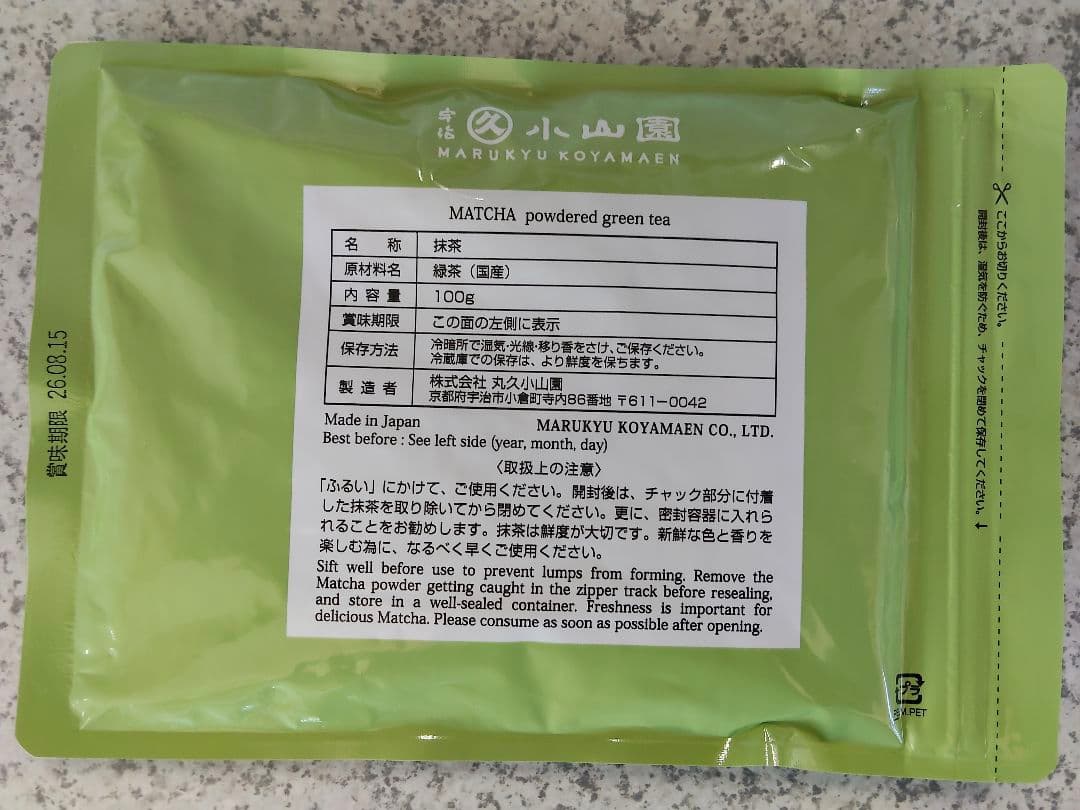 宇治 久 小山園
MARUKYU KOYAMAEN
MATCHA powdered green tea
名 称 抹茶
原材料名 緑茶（国産）
内容量 100g
賞味期限 この面の左側に表示
保存方法 冷暗所で湿気・光線・移り香をさけ、ご保存ください。
冷蔵庫での保存は、より鮮度を保ちます。
製造者 株式会社 丸久小山園
京都府宇治市小倉町寺内86番地 〒611-0042
Made in Japan MARUKYU KOYAMAEN CO., LTD.
Best before : See left side (year, month, day)
〈取扱上の注意〉
「ふるい」にかけて、ご使用ください。開封後は、チャック部分に付着
した抹茶を取り除いてから閉めてください。更に、密封容器に入れら
れることをお勧めします。抹茶は鮮度が大切です。新鮮な色と香りを
楽しむ為に、なるべく早くご使用ください。
Sift well before use to prevent lumps from forming. Remove the
Matcha powder getting caught in the zipper track before resealing,
and store in a well-sealed container. Freshness is important for
delicious Matcha. Please consume as soon as possible after opening.
賞味期限 26.08.15
ここからお切りください。
開封後は、湿気を防ぐため、チャックを閉めて保存してください。↓
プラ
PET